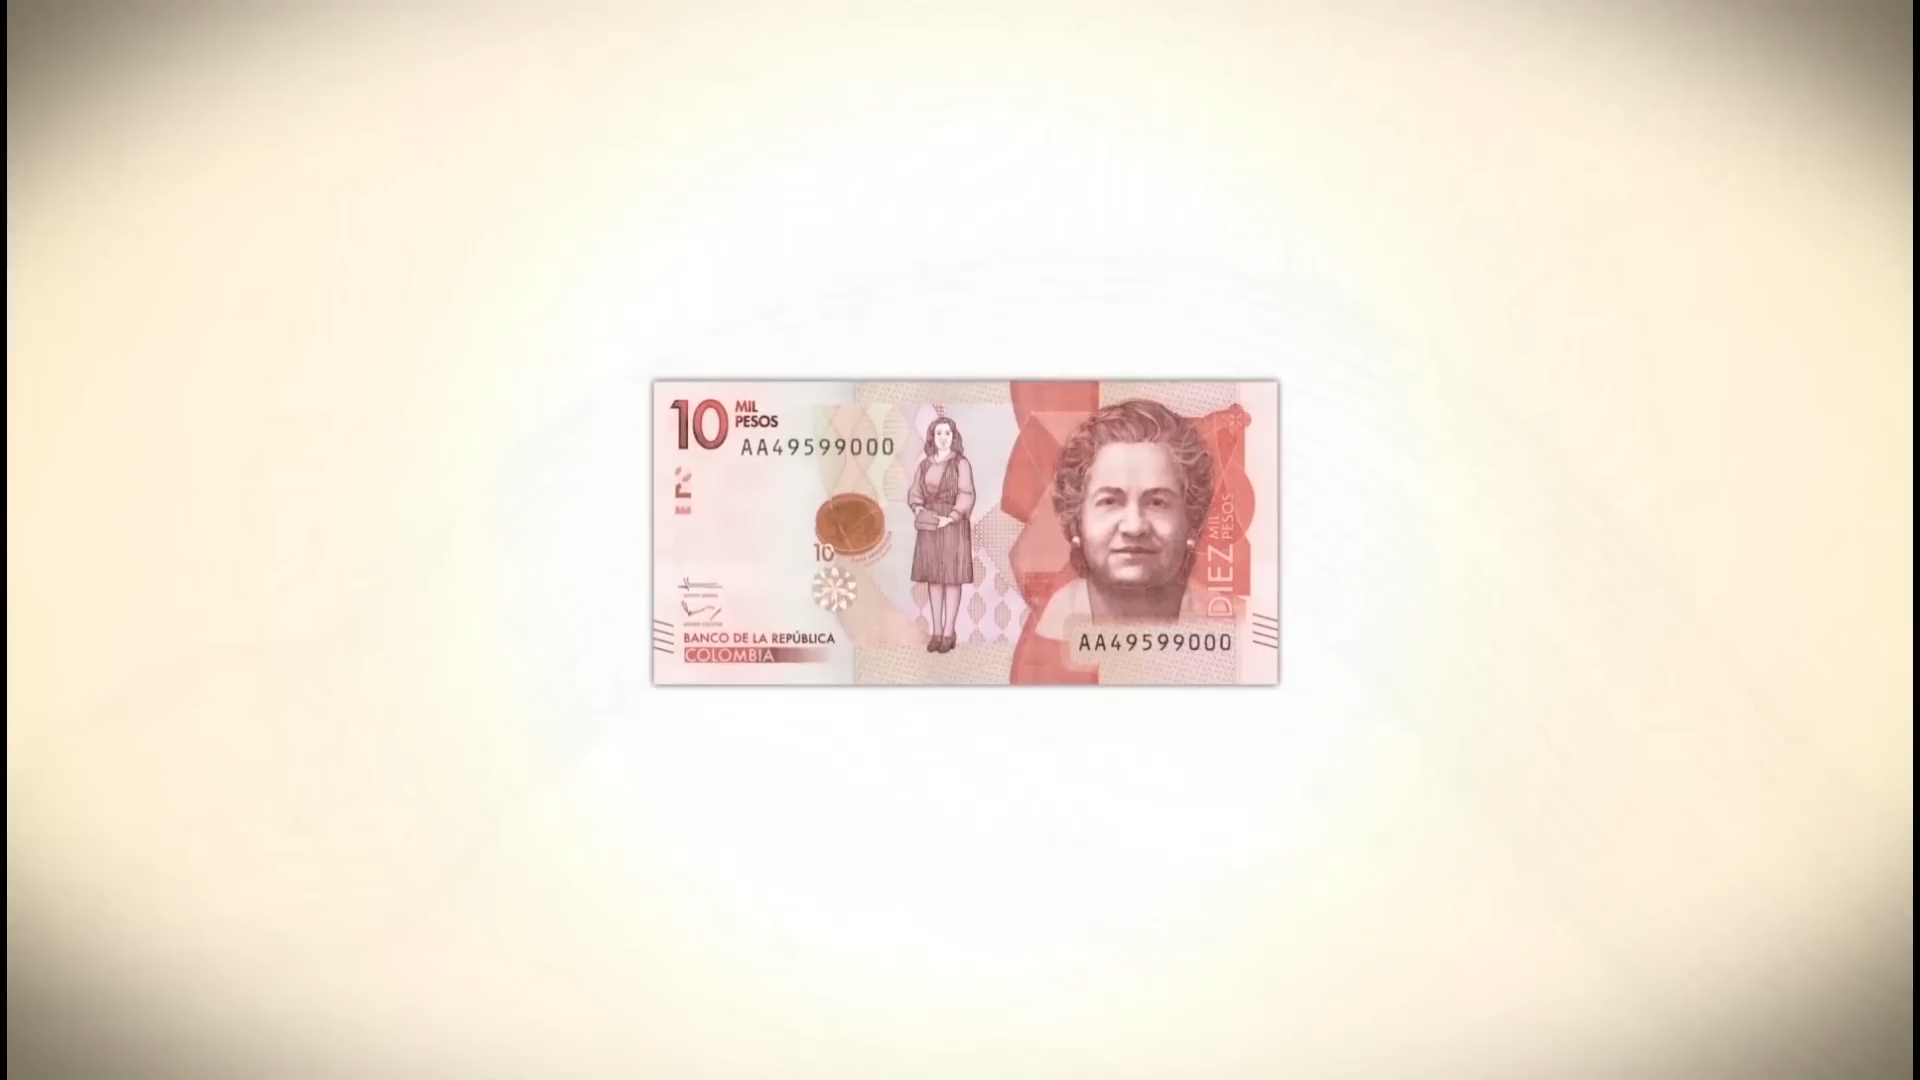 10 MIL
PESOS
AA49599000
10
DIEZ MIL
PESOS
BANCO DE LA REPÚBLICA
COLOMBIA
AA49599000